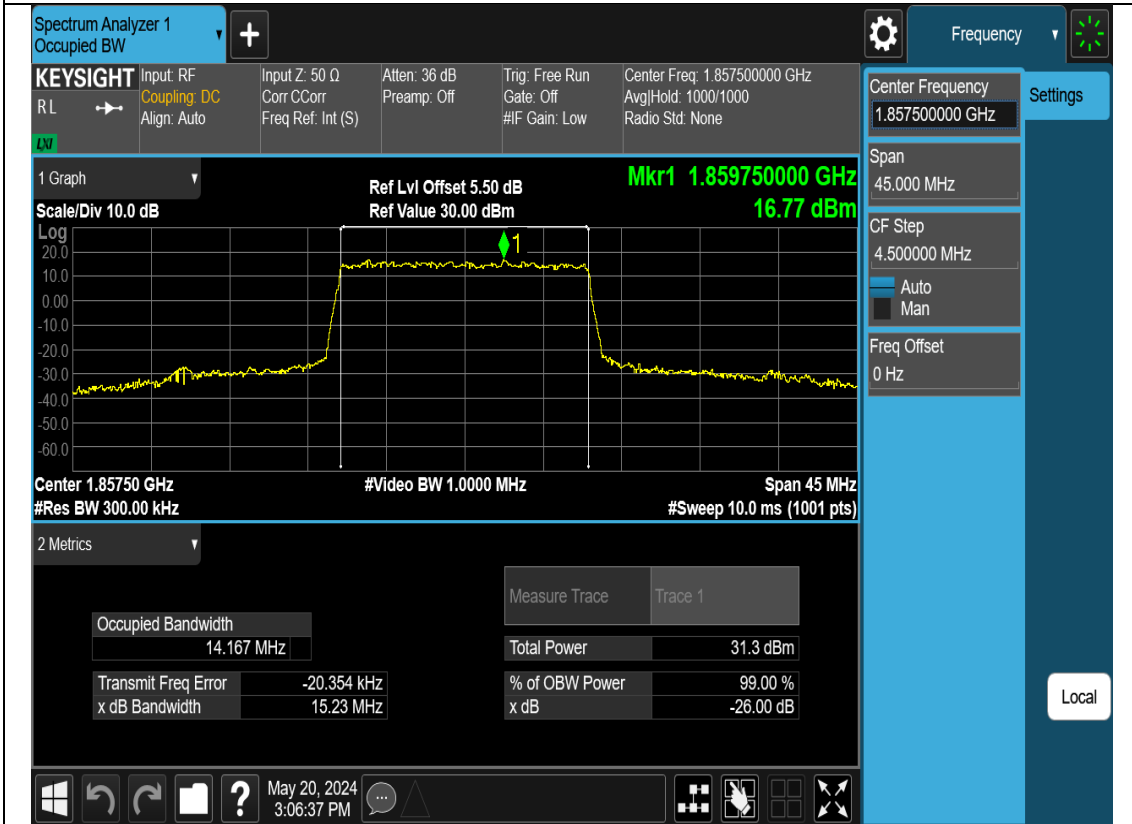 Spectrum Analyzer 1
Occupied BW
+
Frequency
KEYSIGHT
RL
LXI
Input: RF
Coupling: DC
Align: Auto
Input Z: 50 Ω
Corr CCorr
Freq Ref: Int (S)
Atten: 36 dB
Preamp: Off
Trig: Free Run
Gate: Off
#IF Gain: Low
Center Freq: 1.857500000 GHz
Avg|Hold: 1000/1000
Radio Std: None
Center Frequency
1.857500000 GHz
Settings
Span
45.000 MHz
CF Step
4.500000 MHz
Auto
Man
Freq Offset
0 Hz
Local
1 Graph
Scale/Div 10.0 dB
Ref Lvl Offset 5.50 dB
Ref Value 30.00 dBm
Mkr1 1.859750000 GHz
16.77 dBm
Log
1
20.0
10.0
0.00
-10.0
-20.0
-30.0
-40.0
-50.0
-60.0
Center 1.85750 GHz
#Video BW 1.0000 MHz
Span 45 MHz
#Res BW 300.00 kHz
#Sweep 10.0 ms (1001 pts)
2 Metrics
Measure Trace Trace 1
Occupied Bandwidth
14.167 MHz
Total Power 31.3 dBm
Transmit Freq Error -20.354 kHz
% of OBW Power 99.00 %
x dB Bandwidth 15.23 MHz
x dB -26.00 dB
?
May 20, 2024
3:06:37 PM